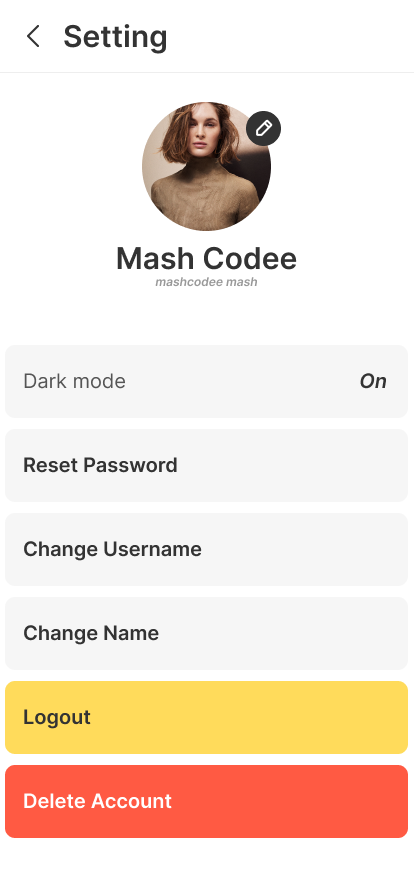 Setting
Mash Codee
mashcodee mash
Dark mode On
Reset Password
Change Username
Change Name
Logout
Delete Account